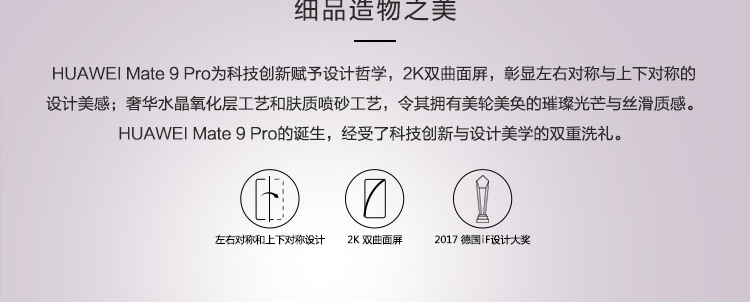 细品造物之美
HUAWEI Mate 9 Pro为科技创新赋予设计哲学，2K双曲面屏，彰显左右对称与上下对称的
设计美感；奢华水晶氧化层工艺和肤质喷砂工艺，令其拥有美轮美奂的璀璨光芒与丝滑质感。
HUAWEI Mate 9 Pro的诞生，经受了科技创新与设计美学的双重洗礼。
左右对称和上下对称设计
2K 双曲面屏
2017 德国iF设计大奖